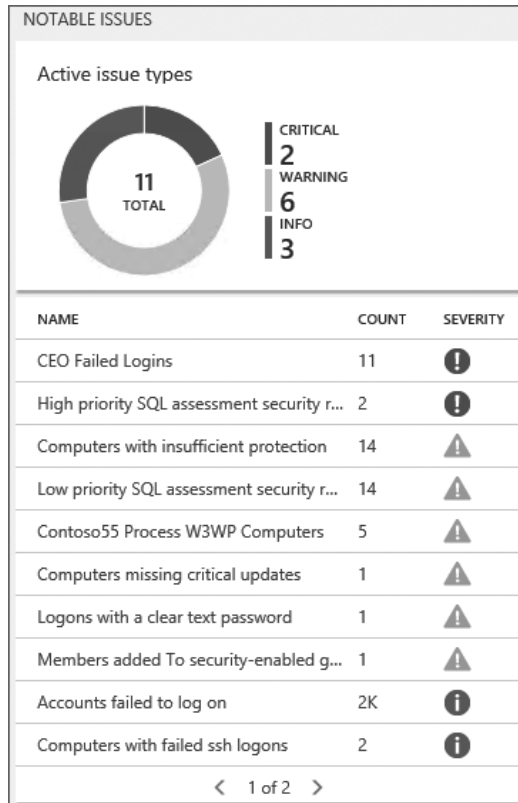 NOTABLE ISSUES
Active issue types
11
TOTAL
CRITICAL
2
WARNING
6
INFO
3
NAME COUNT SEVERITY
CEO Failed Logins 11
High priority SQL assessment security r... 2
Computers with insufficient protection 14
Low priority SQL assessment security r... 14
Contoso55 Process W3WP Computers 5
Computers missing critical updates 1
Logons with a clear text password 1
Members added To security-enabled g... 1
Accounts failed to log on 2K
Computers with failed ssh logons 2
< 1 of 2 >